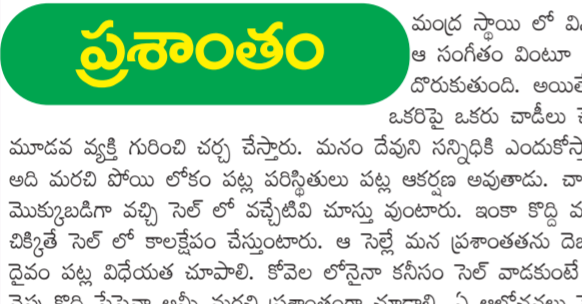 ప్రశాంతం
మంద్ర స్థాయి లో
ఆ సంగీతం వింటూ
దొరుకుతుంది.
ఒకరిపై ఒకరు చాడీలు
మూడవ వ్యక్తి గురించి చర్చ చేస్తారు. మనం దేవుని సన్నిధికి
అది మరచి పోయి లోకం పట్ల పరిస్థితులు పట్ల ఆకర్షణ అవుతాడు.
మొక్కుబడిగా వచ్చి సెల్ లో వచ్చేటివి చూస్తు వుంటారు. ఇంకా కొద్ది
చిక్కితే సెల్ లో కాలక్షేపం చేస్తుంటారు. ఆ సెల్లే మన ప్రశాంతతను
దైవం పట్ల విధేయత చూపాలి. కోవెల లోనైనా కనీసం సెల్ వాడకుంటే